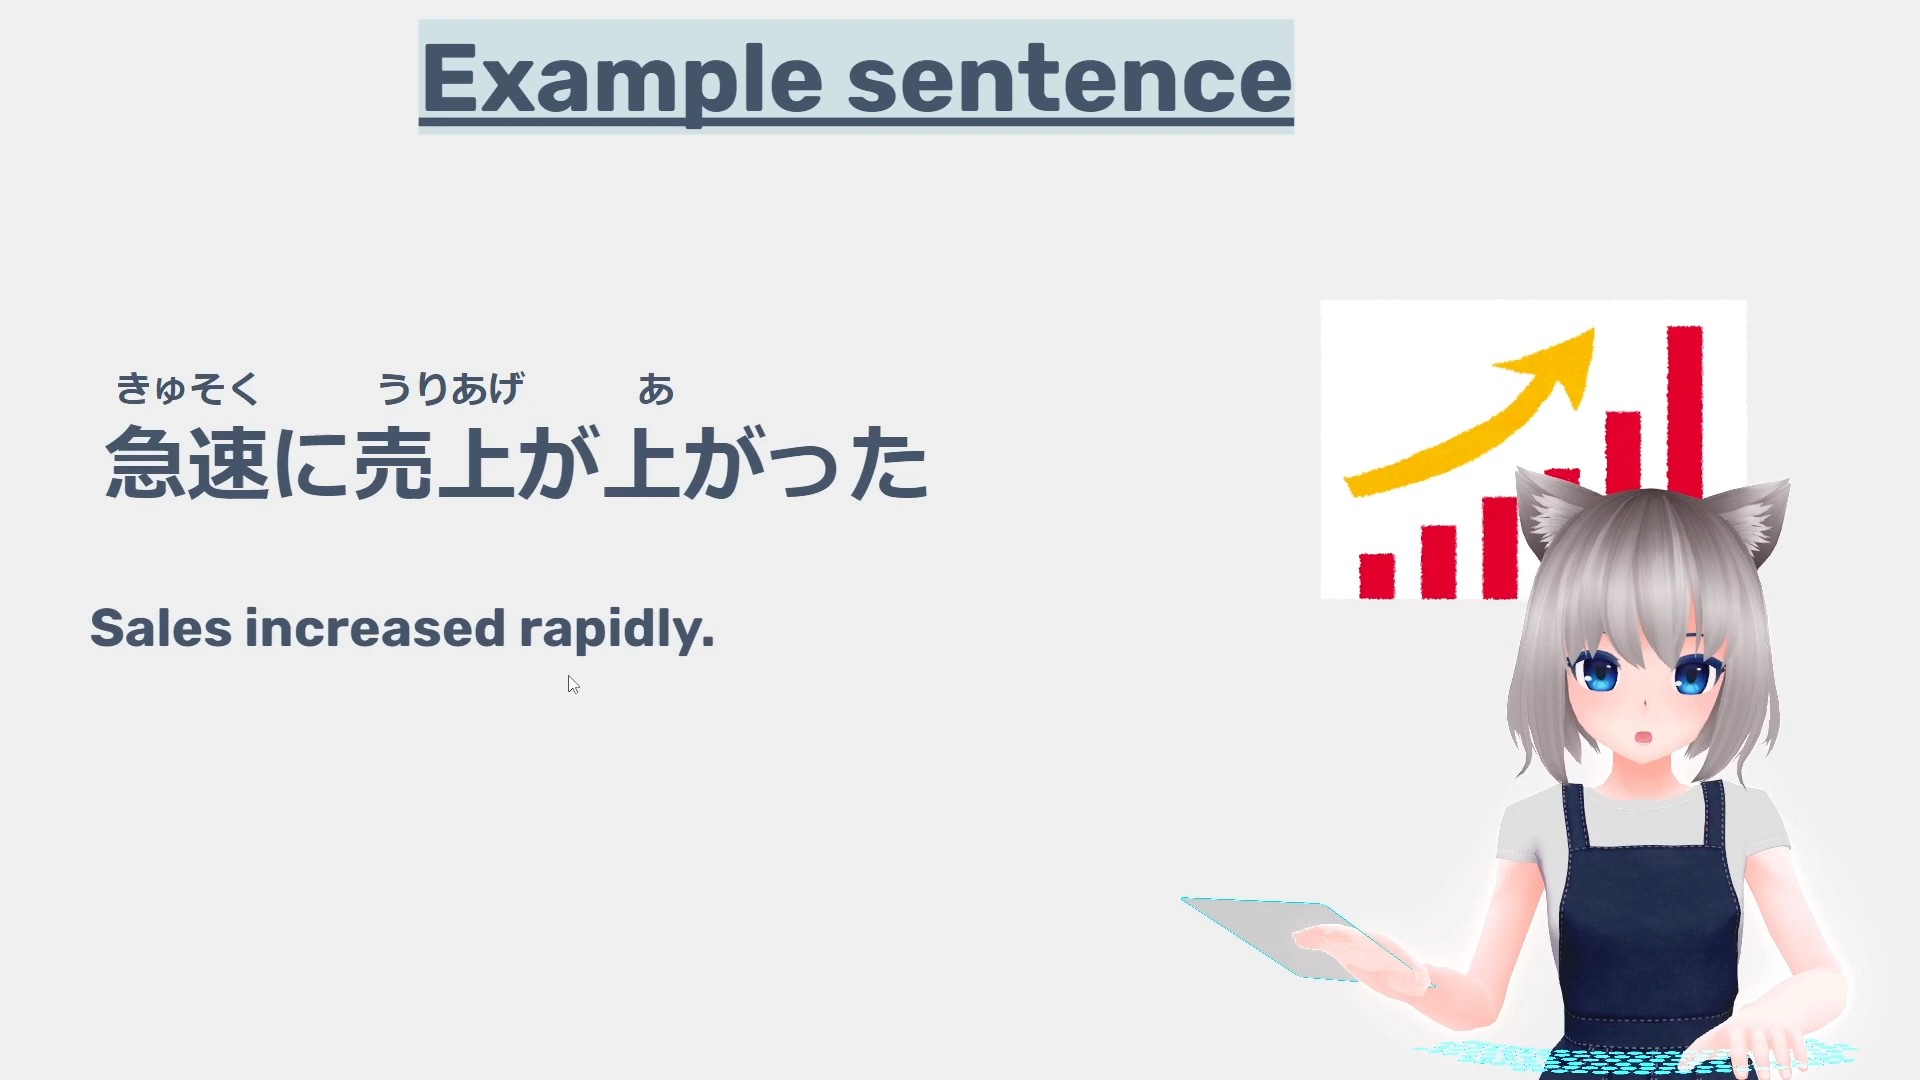 Example sentence
きゅそく うりあげ あ
急速に売上が上がった
Sales increased rapidly.